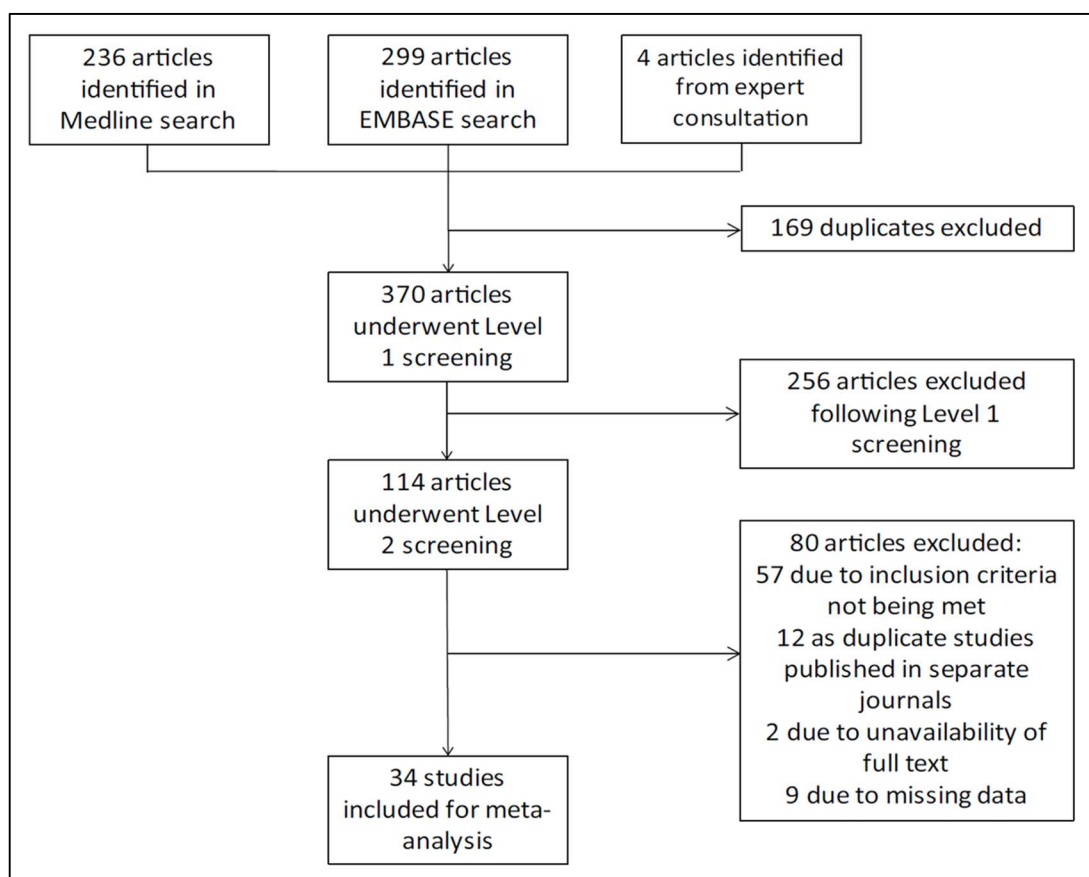 236 articles
identified in
Medline search
299 articles
identified in
EMBASE search
4 articles identified
from expert
consultation
169 duplicates excluded
370 articles
underwent Level
1 screening
256 articles excluded
following Level 1
screening
114 articles
underwent Level
2 screening
80 articles excluded:
57 due to inclusion criteria
not being met
12 as duplicate studies
published in separate
journals
2 due to unavailability of
full text
9 due to missing data
34 studies
included for meta-
analysis